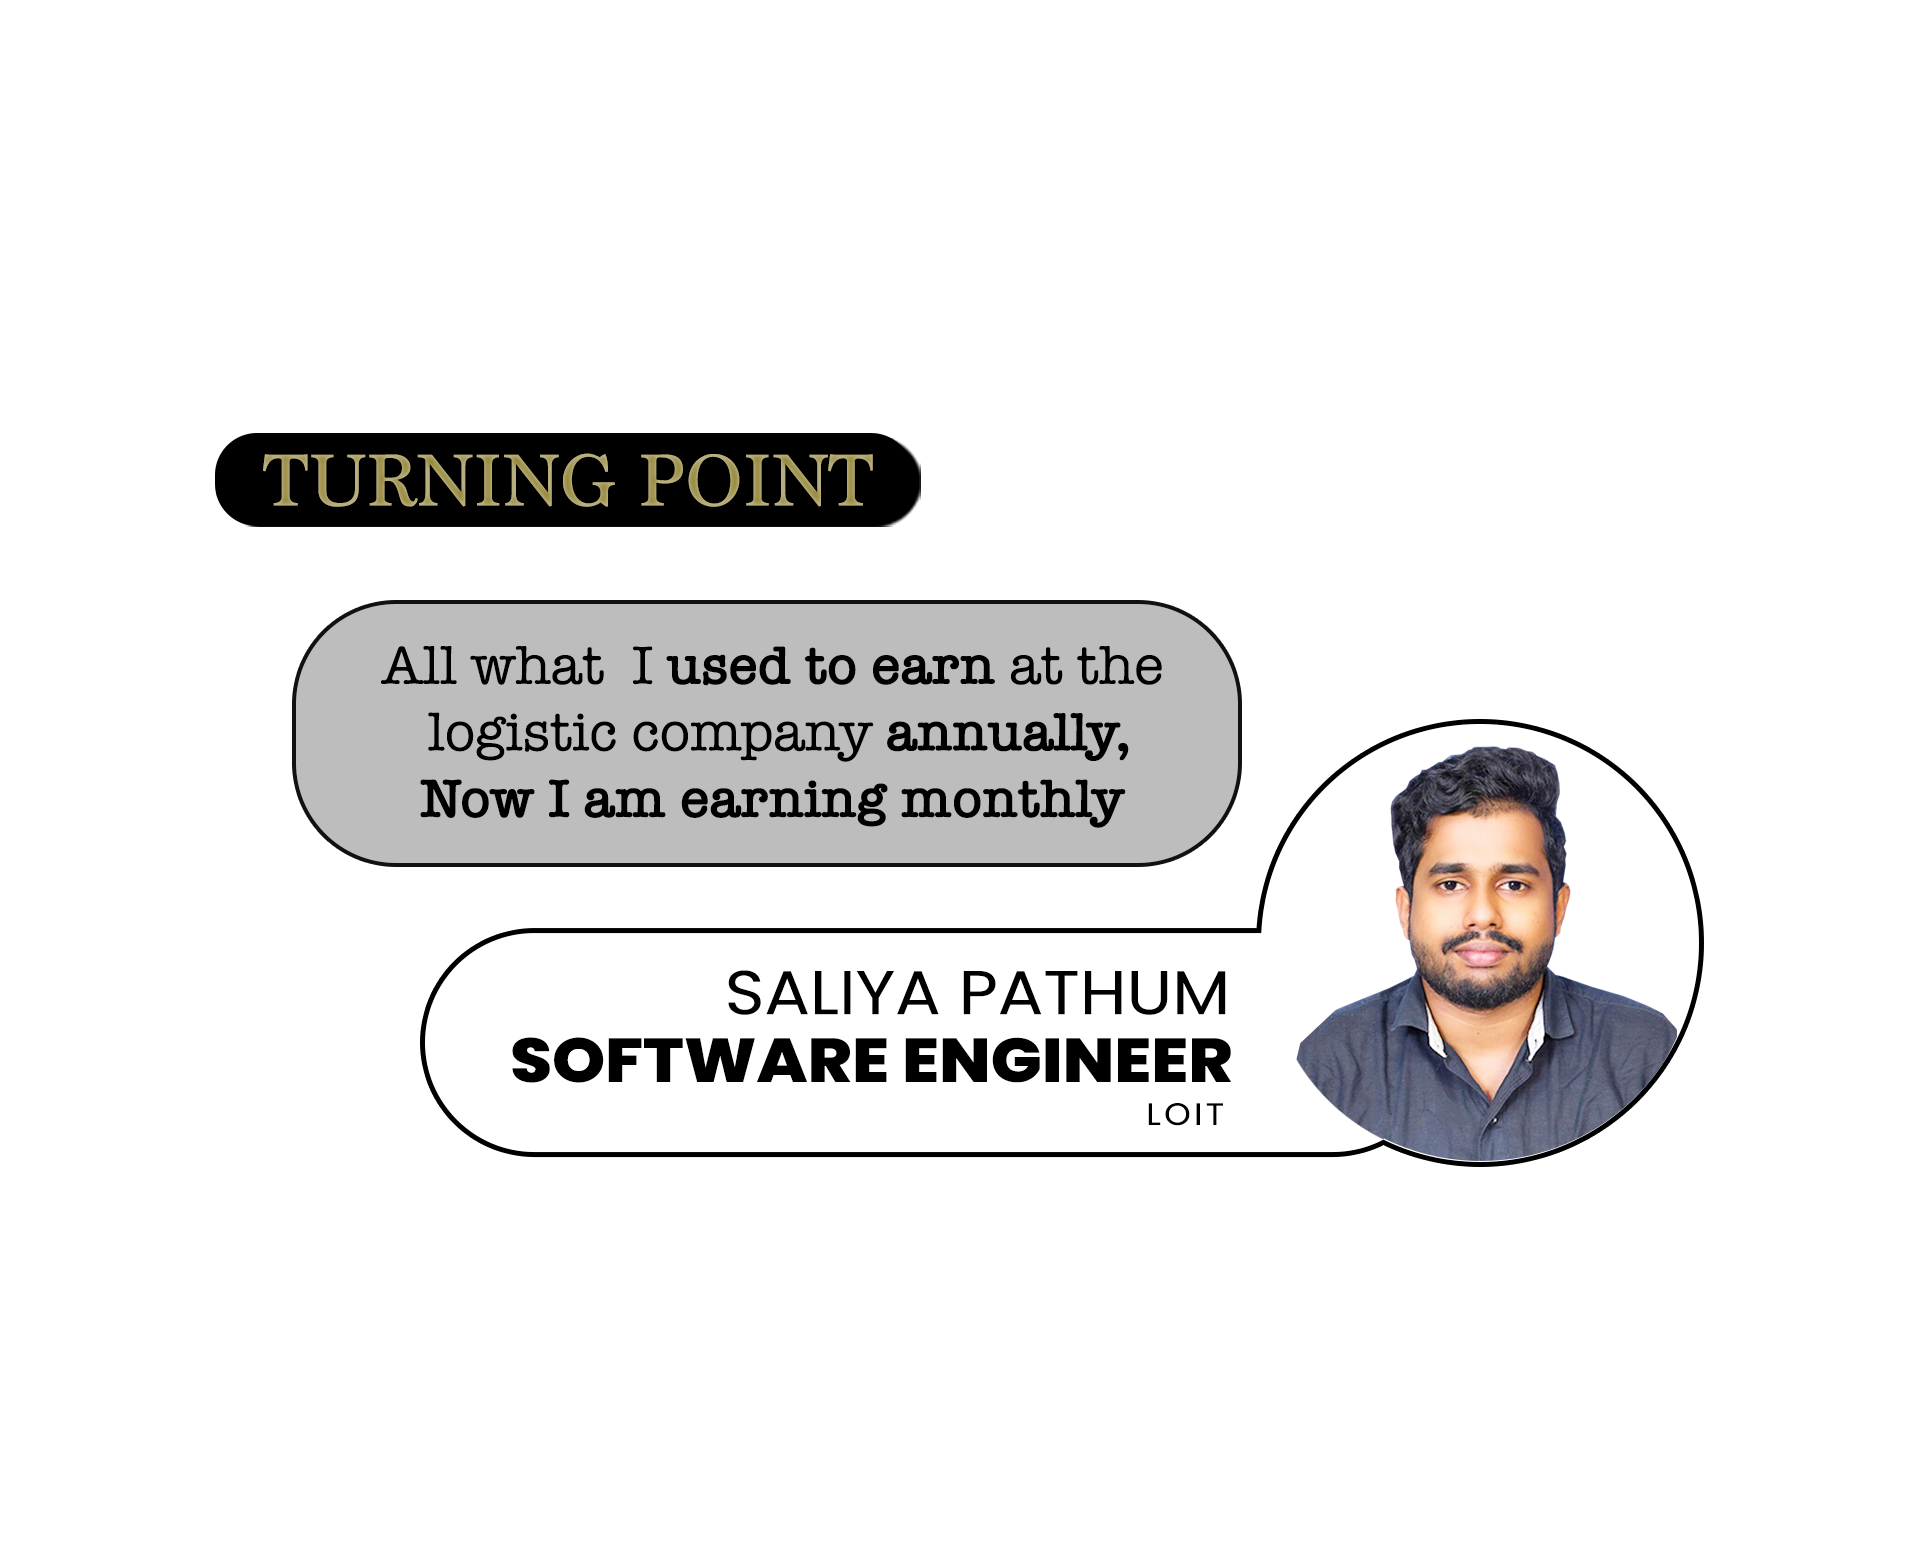 TURNING POINT
All what I used to earn at the
logistic company annually,
Now I am earning monthly
SALIYA PATHUM
SOFTWARE ENGINEER
LOIT